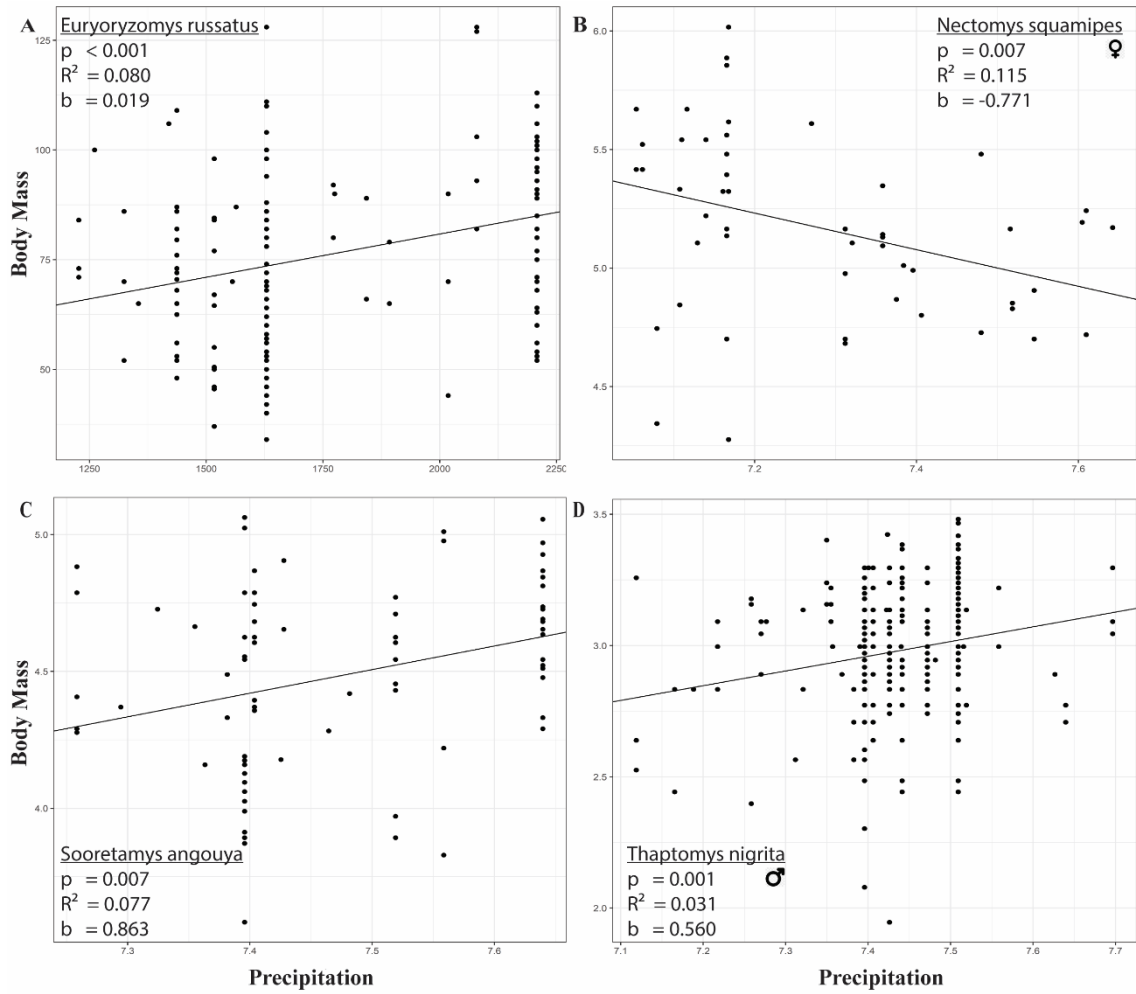 A
Euryoryzomys russatus
p < 0.001
R² = 0.080
b = 0.019
125
100
75
50
1250
1500
1750
2000
2250
Body Mass
B
Nectomys squamipes
♀
p = 0.007
R² = 0.115
b = -0.771
6.0
5.5
5.0
4.5
7.2
7.4
7.6
C
5.0
4.5
4.0
Sooretamys angouya
p = 0.007
R² = 0.077
b = 0.863
7.3
7.4
7.5
7.6
Body Mass
Precipitation
D
3.5
3.0
2.5
2.0
Thaptomys nigrita
p = 0.001
♂
R² = 0.031
b = 0.560
7.1
7.2
7.3
7.4
7.5
7.6
7.7
Precipitation